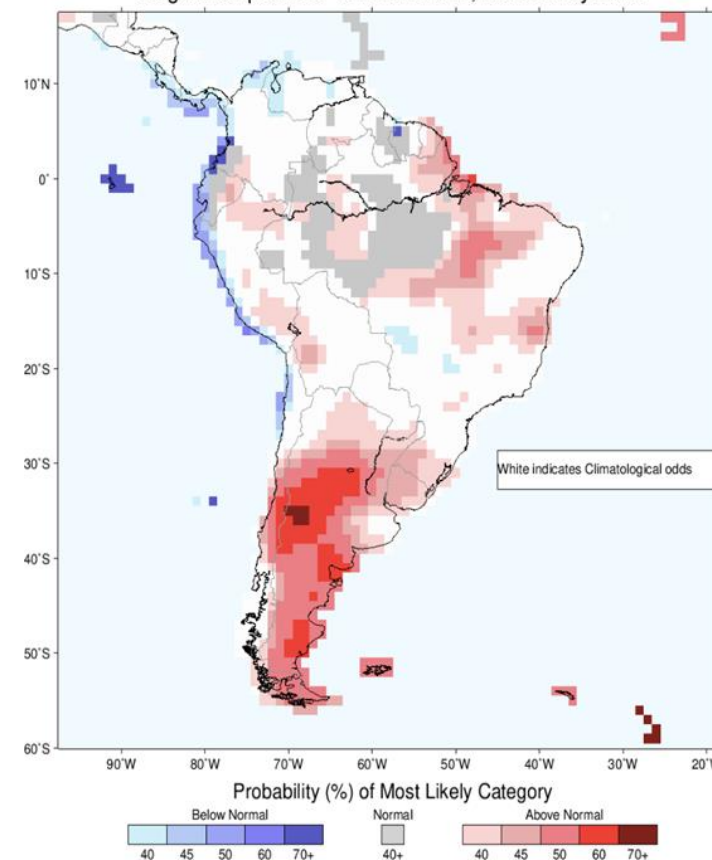 10˚N
0˚
10˚S
20˚S
30˚S
White indicates Climatological odds
40˚S
50˚S
60˚S
90˚W 80˚W 70˚W 60˚W 50˚W 40˚W 30˚W
Probability (%) of Most Likely Category
Below Normal Normal Above Normal
40 45 50 60 70+ 40+ 40 45 50 60 70+